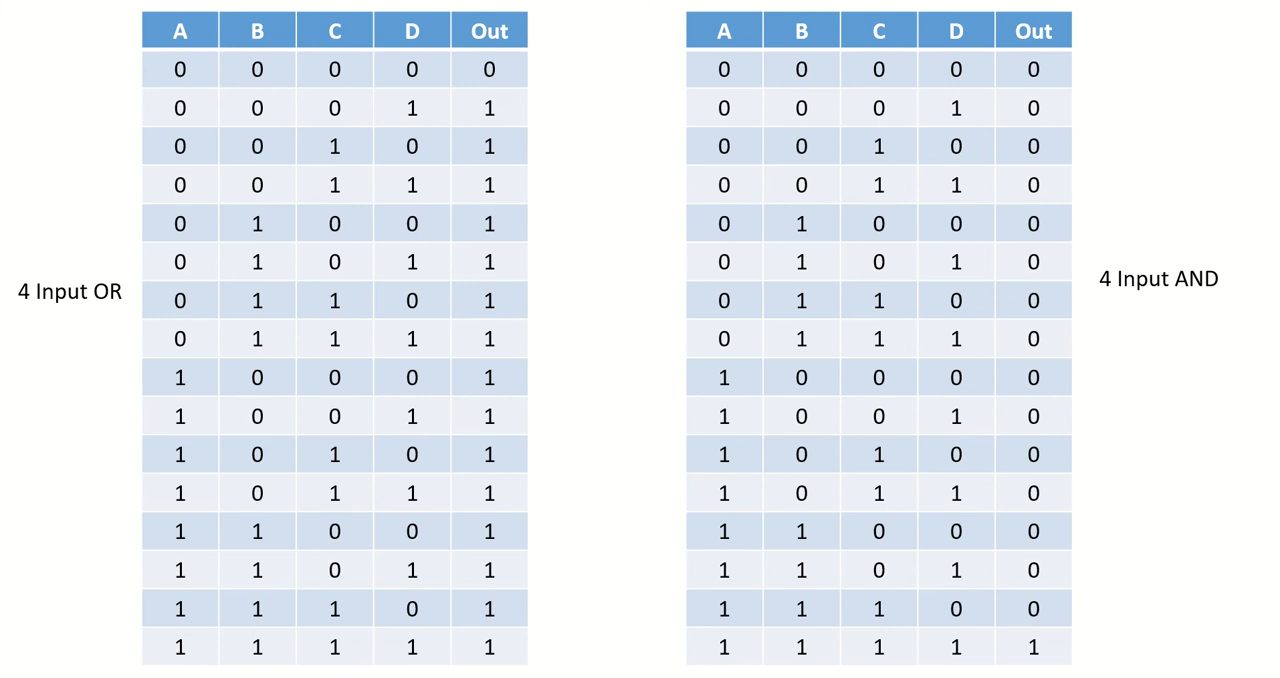 4 Input OR
A B C D Out
0 0 0 0 0
0 0 0 1 1
0 0 1 0 1
0 0 1 1 1
0 1 0 0 1
0 1 0 1 1
0 1 1 0 1
0 1 1 1 1
1 0 0 0 1
1 0 0 1 1
1 0 1 0 1
1 0 1 1 1
1 1 0 0 1
1 1 0 1 1
1 1 1 0 1
1 1 1 1 1
A B C D Out
0 0 0 0 0
0 0 0 1 0
0 0 1 0 0
0 0 1 1 0
0 1 0 0 0
0 1 0 1 0
0 1 1 0 0
0 1 1 1 0
1 0 0 0 0
1 0 0 1 0
1 0 1 0 0
1 0 1 1 0
1 1 0 0 0
1 1 0 1 0
1 1 1 0 0
1 1 1 1 1
4 Input AND